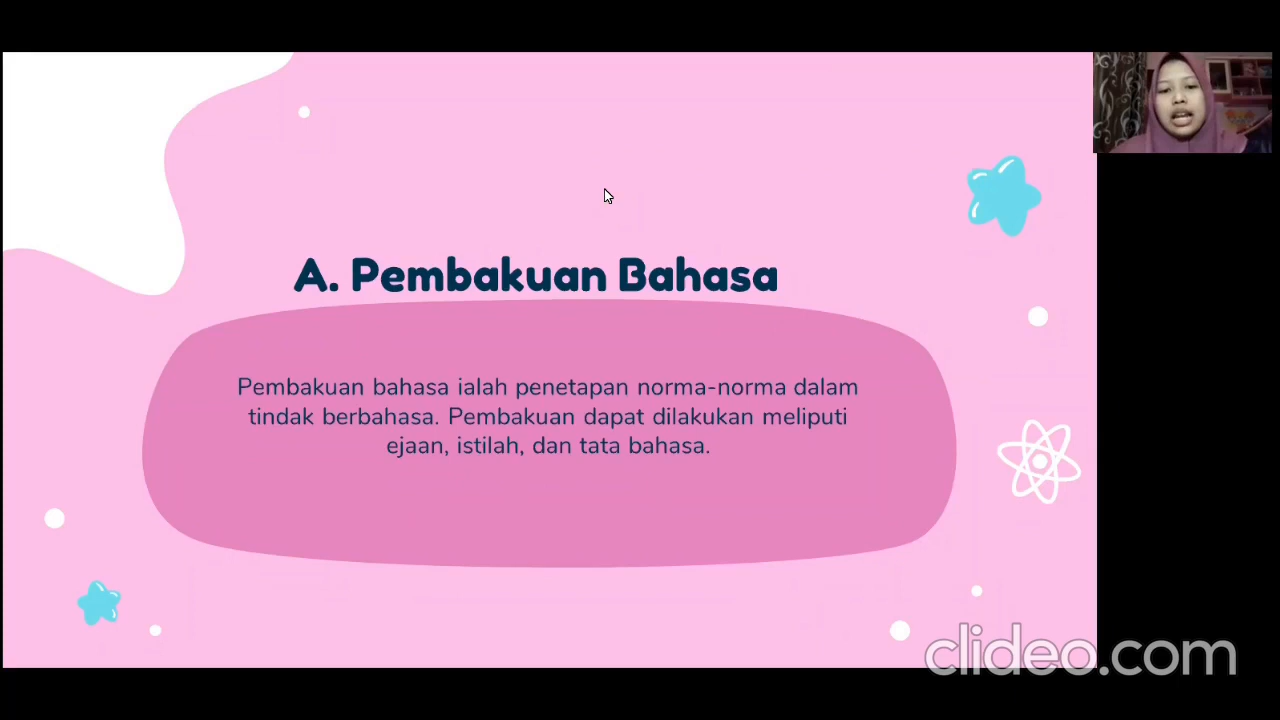 A. Pembakuan Bahasa
Pembakuan bahasa ialah penetapan norma-norma dalam
tindak berbahasa. Pembakuan dapat dilakukan meliputi
ejaan, istilah, dan tata bahasa.
clideo.com